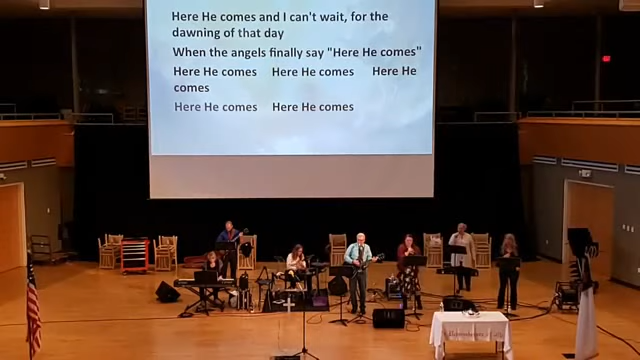 Here He comes and I can't wait, for the
dawning of that day
When the angels finally say "Here He comes"
Here He comes Here He comes Here He
comes
Here He comes Here He comes